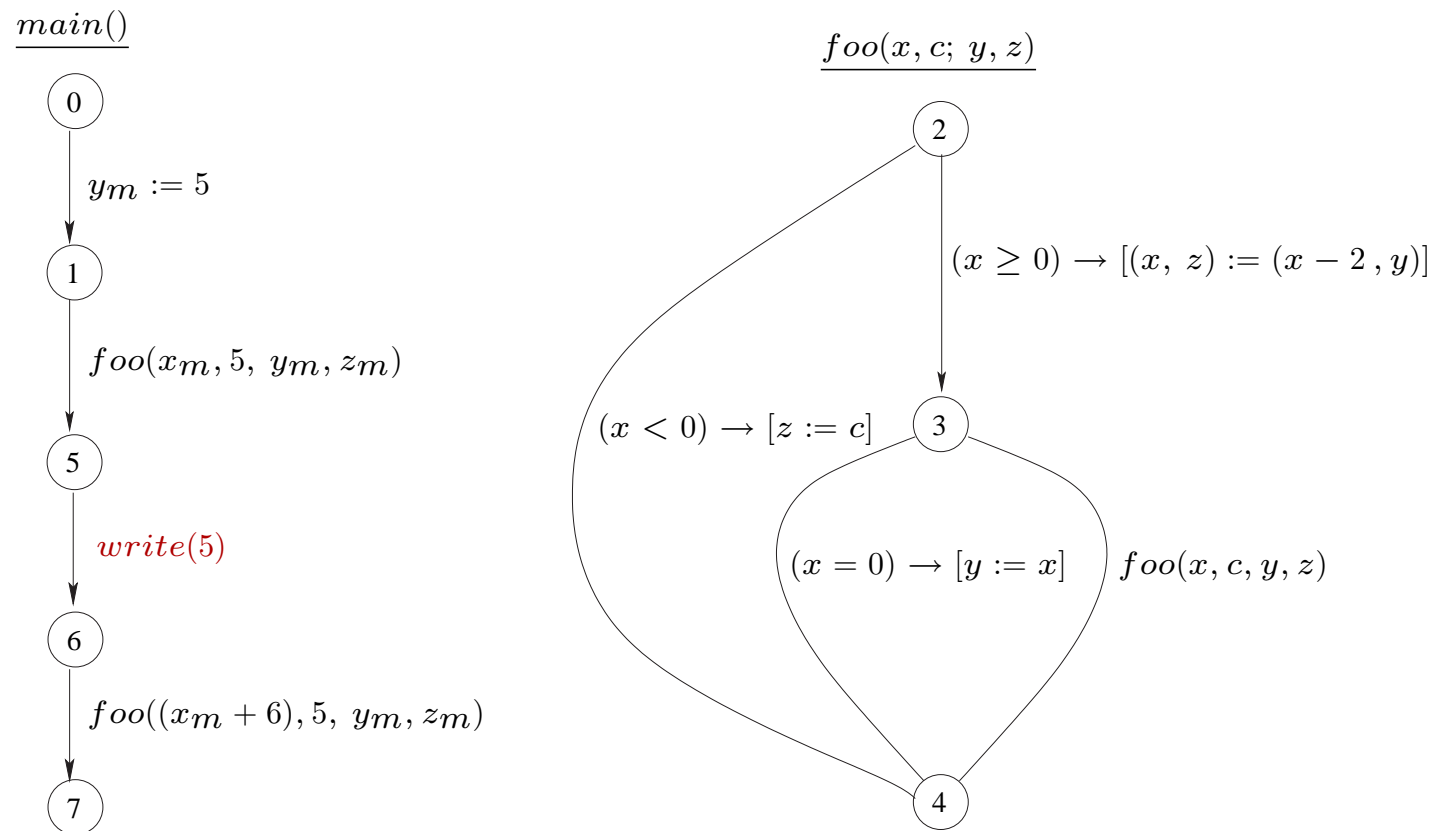 main()
0
y_m := 5
1
foo(x_m, 5, y_m, z_m)
5
write(5)
6
foo((x_m + 6), 5, y_m, z_m)
7
foo(x, c; y, z)
2
(x ≥ 0) → [(x, z) := (x − 2 , y)]
(x < 0) → [z := c]
3
(x = 0) → [y := x]
foo(x, c, y, z)
4